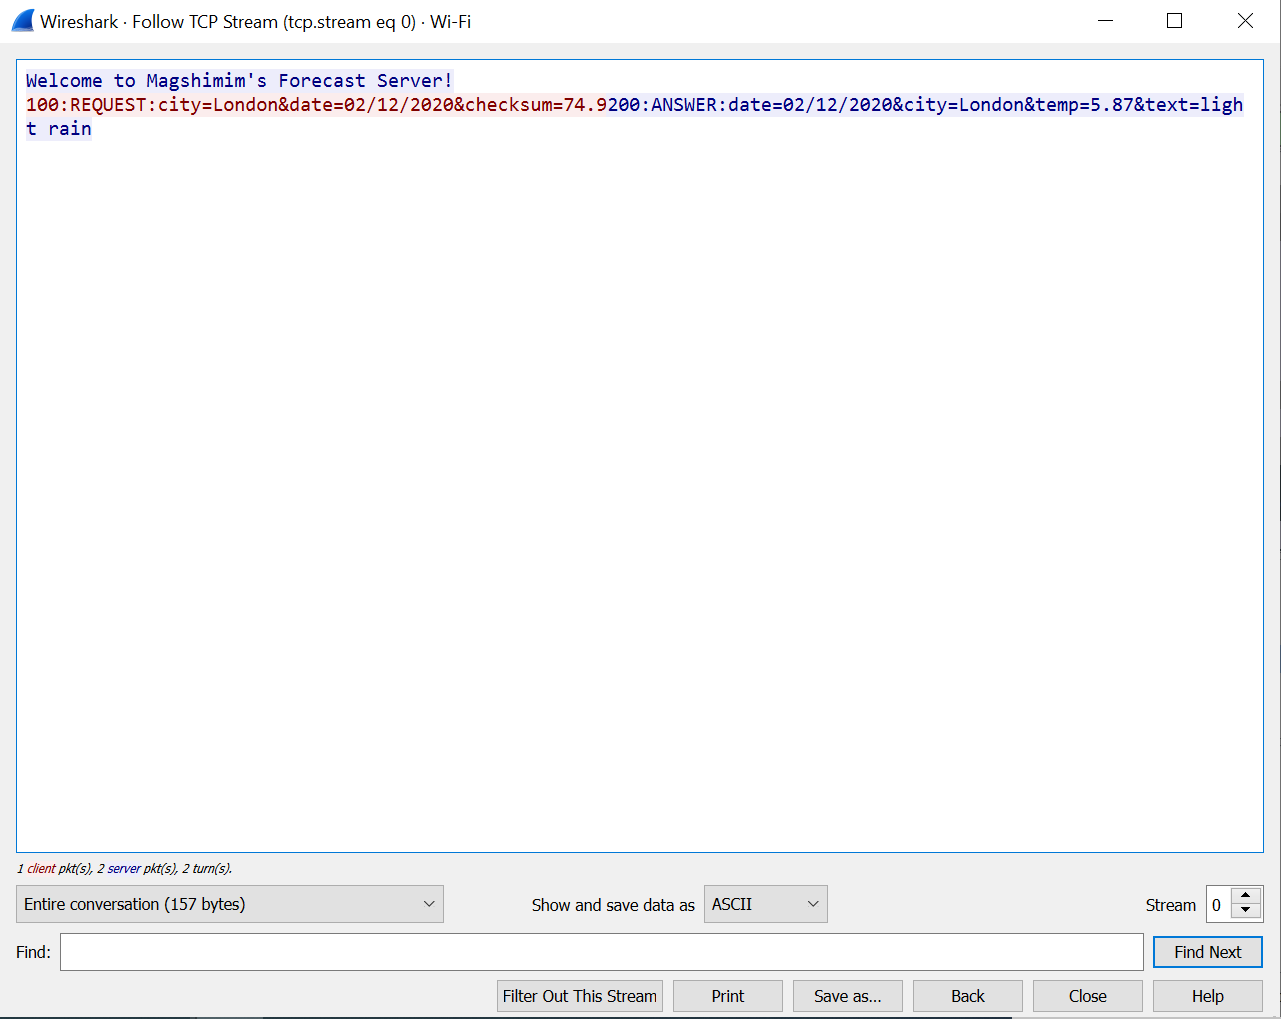 Wireshark · Follow TCP Stream (tcp.stream eq 0) · Wi-Fi
Welcome to Magshimim's Forecast Server!
100:REQUEST:city=London&date=02/12/2020&checksum=74.9200:ANSWER:date=02/12/2020&city=London&temp=5.87&text=ligh
t rain
1 client pkt(s), 2 server pkt(s), 2 turn(s).
Entire conversation (157 bytes)
Show and save data as ASCII
Stream 0
Find:
Find Next
Filter Out This Stream
Print
Save as...
Back
Close
Help